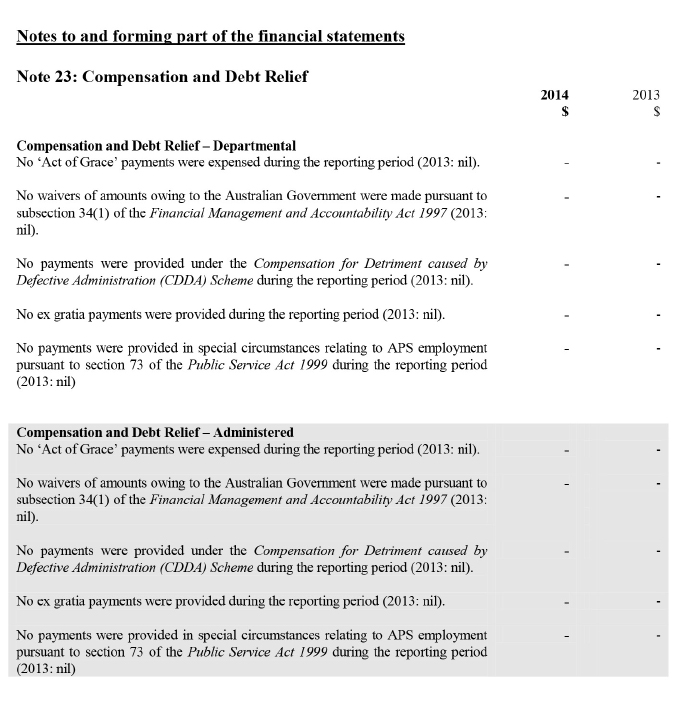 Notes to and forming part of the financial statements
Note 23: Compensation and Debt Relief
2014 2013
$ $
Compensation and Debt Relief – Departmental
No ‘Act of Grace’ payments were expensed during the reporting period (2013: nil). - -
No waivers of amounts owing to the Australian Government were made pursuant to - -
subsection 34(1) of the Financial Management and Accountability Act 1997 (2013:
nil).
No payments were provided under the Compensation for Detriment caused by - -
Defective Administration (CDDA) Scheme during the reporting period (2013: nil).
No ex gratia payments were provided during the reporting period (2013: nil). - -
No payments were provided in special circumstances relating to APS employment - -
pursuant to section 73 of the Public Service Act 1999 during the reporting period
(2013: nil)
Compensation and Debt Relief – Administered
No ‘Act of Grace’ payments were expensed during the reporting period (2013: nil). - -
No waivers of amounts owing to the Australian Government were made pursuant to - -
subsection 34(1) of the Financial Management and Accountability Act 1997 (2013:
nil).
No payments were provided under the Compensation for Detriment caused by - -
Defective Administration (CDDA) Scheme during the reporting period (2013: nil).
No ex gratia payments were provided during the reporting period (2013: nil). - -
No payments were provided in special circumstances relating to APS employment - -
pursuant to section 73 of the Public Service Act 1999 during the reporting period
(2013: nil)